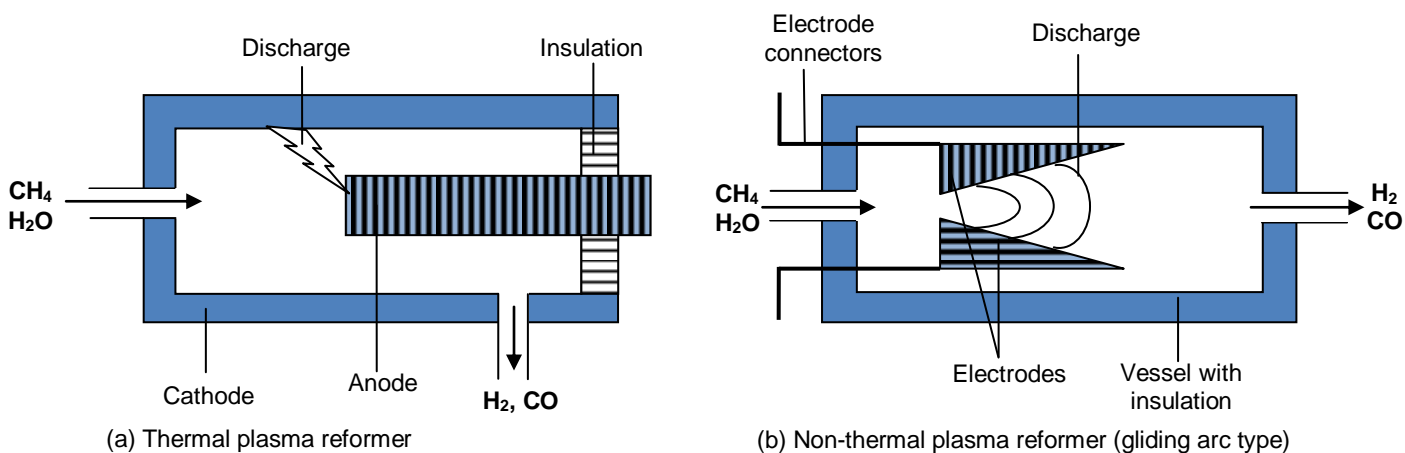 Discharge
Insulation
CH₄
H₂O
Cathode
Anode
H₂, CO
(a) Thermal plasma reformer
Electrode
connectors
Discharge
CH₄
H₂O
H₂
CO
Electrodes
Vessel with
insulation
(b) Non-thermal plasma reformer (gliding arc type)